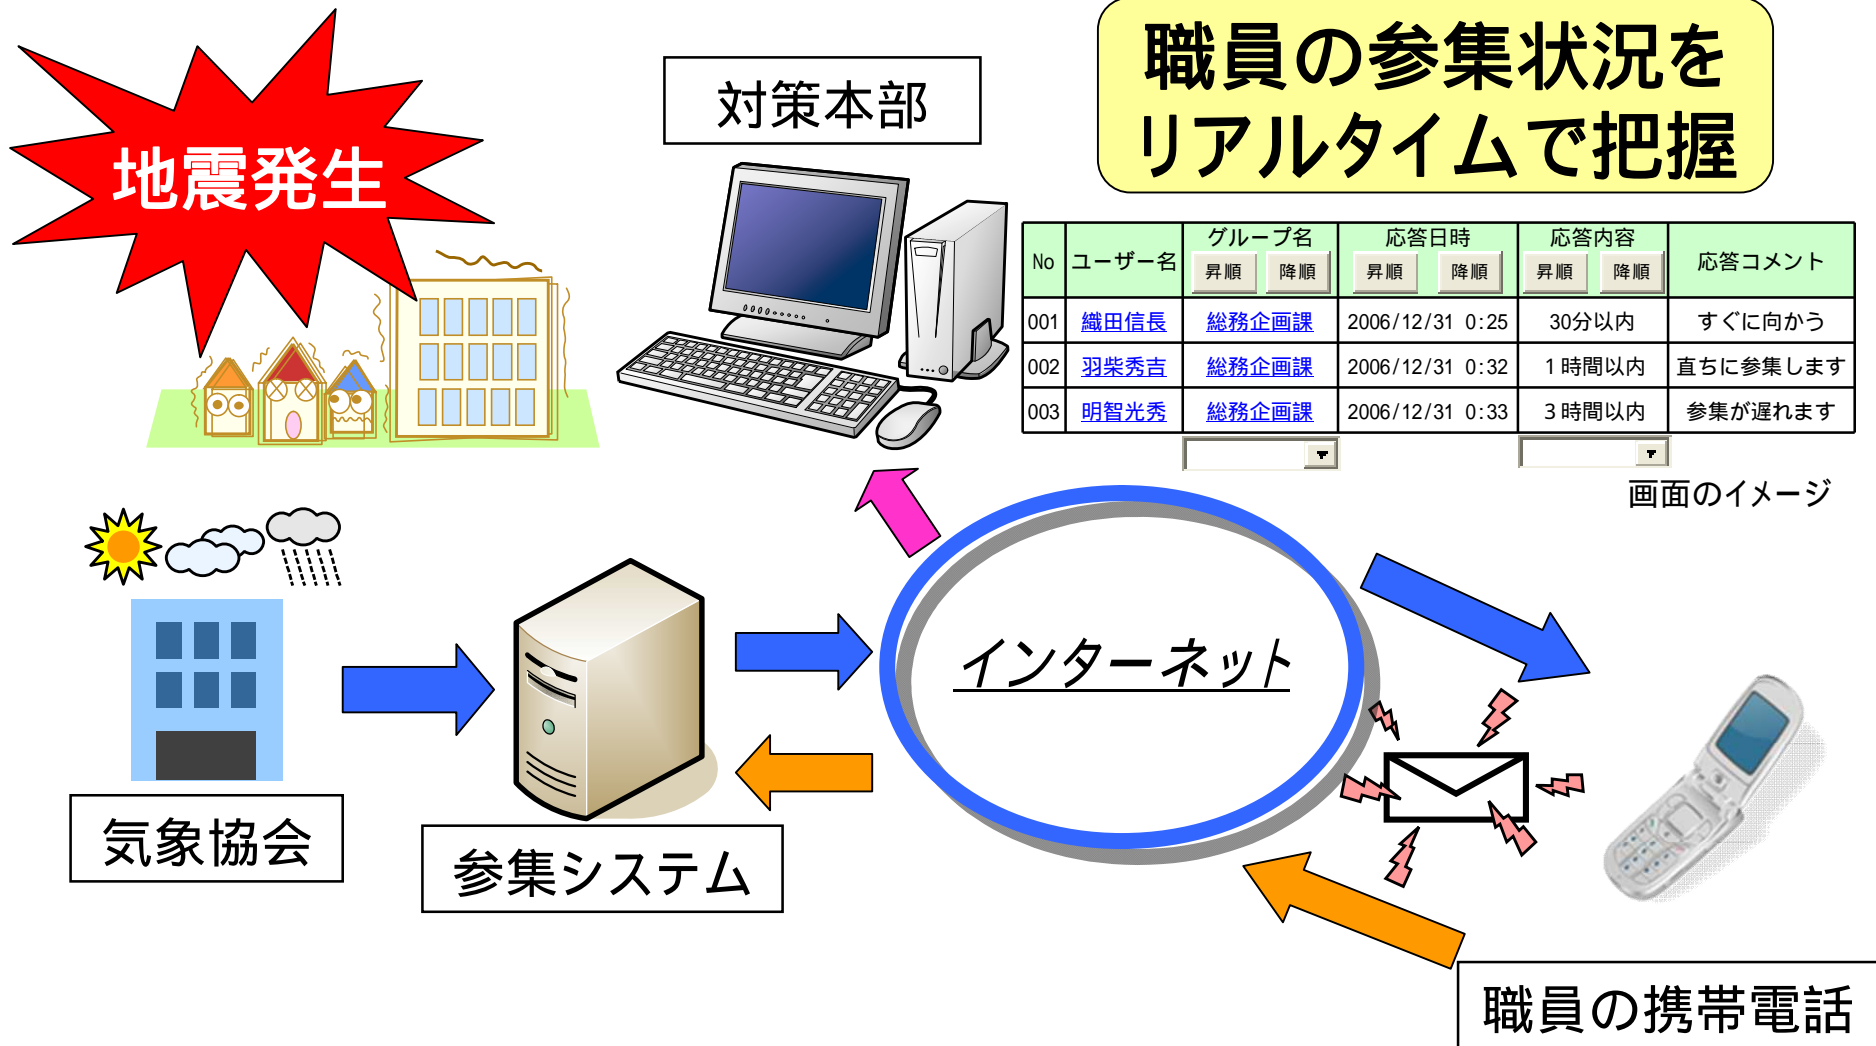 職員の参集状況を
リアルタイムで把握
対策本部
地震発生
No ユーザー名 グループ名 応答日時 応答内容 応答コメント
昇順 降順 昇順 降順 昇順 降順
001 織田信長 総務企画課 2006/12/31 0:25 30分以内 すぐに向かう
002 羽柴秀吉 総務企画課 2006/12/31 0:32 1時間以内 直ちに参集します
003 明智光秀 総務企画課 2006/12/31 0:33 3時間以内 参集が遅れます
画面のイメージ
インターネット
気象協会
参集システム
職員の携帯電話